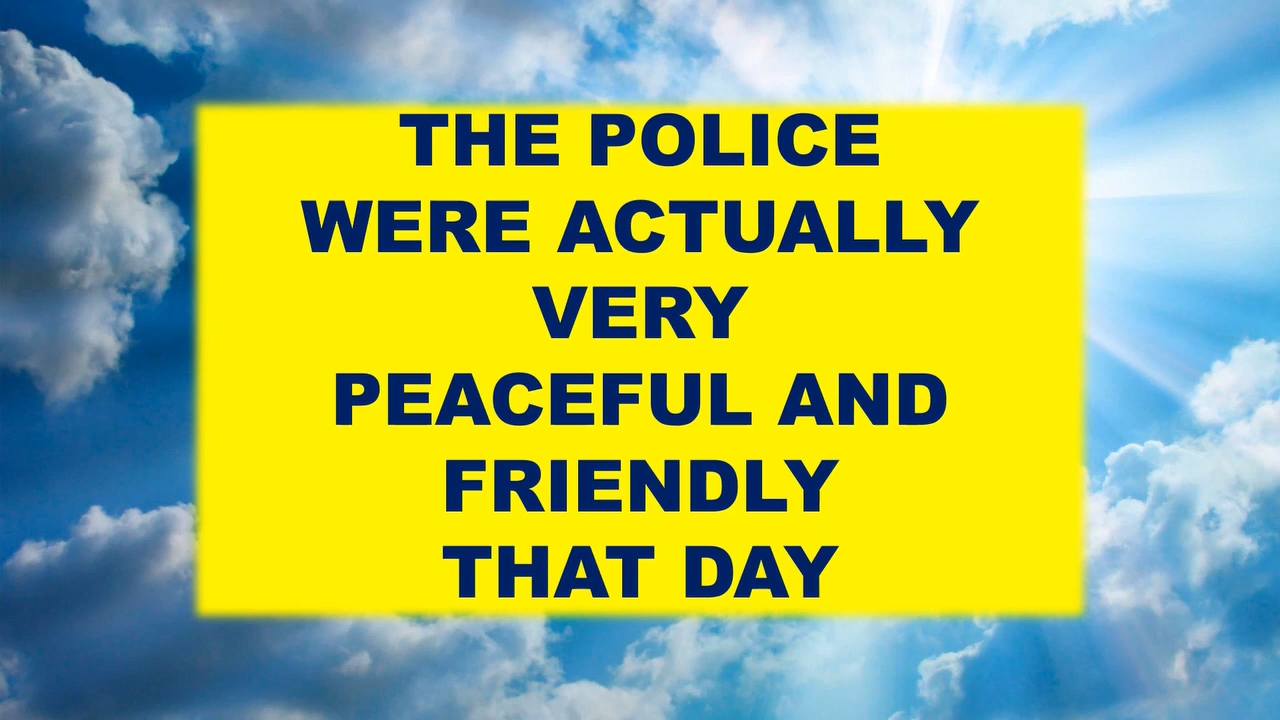 THE POLICE
WERE ACTUALLY
VERY
PEACEFUL AND
FRIENDLY
THAT DAY